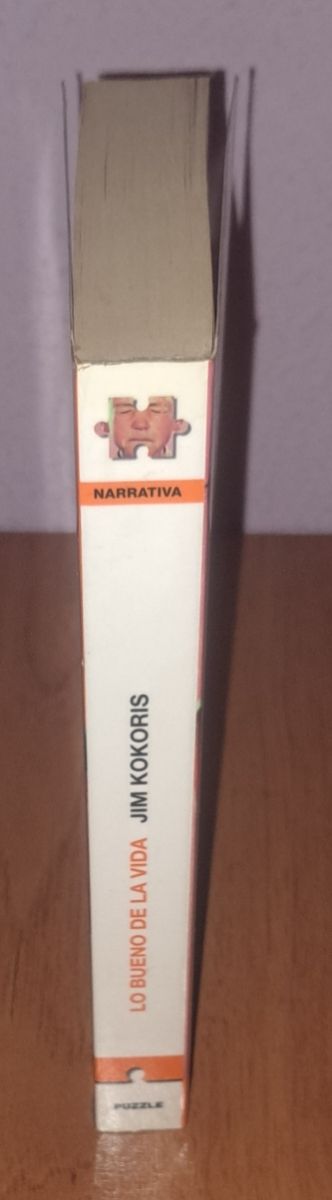 NARRATIVA
LO BUENO DE LA VIDA JIM KOKORIS
PUZZLE